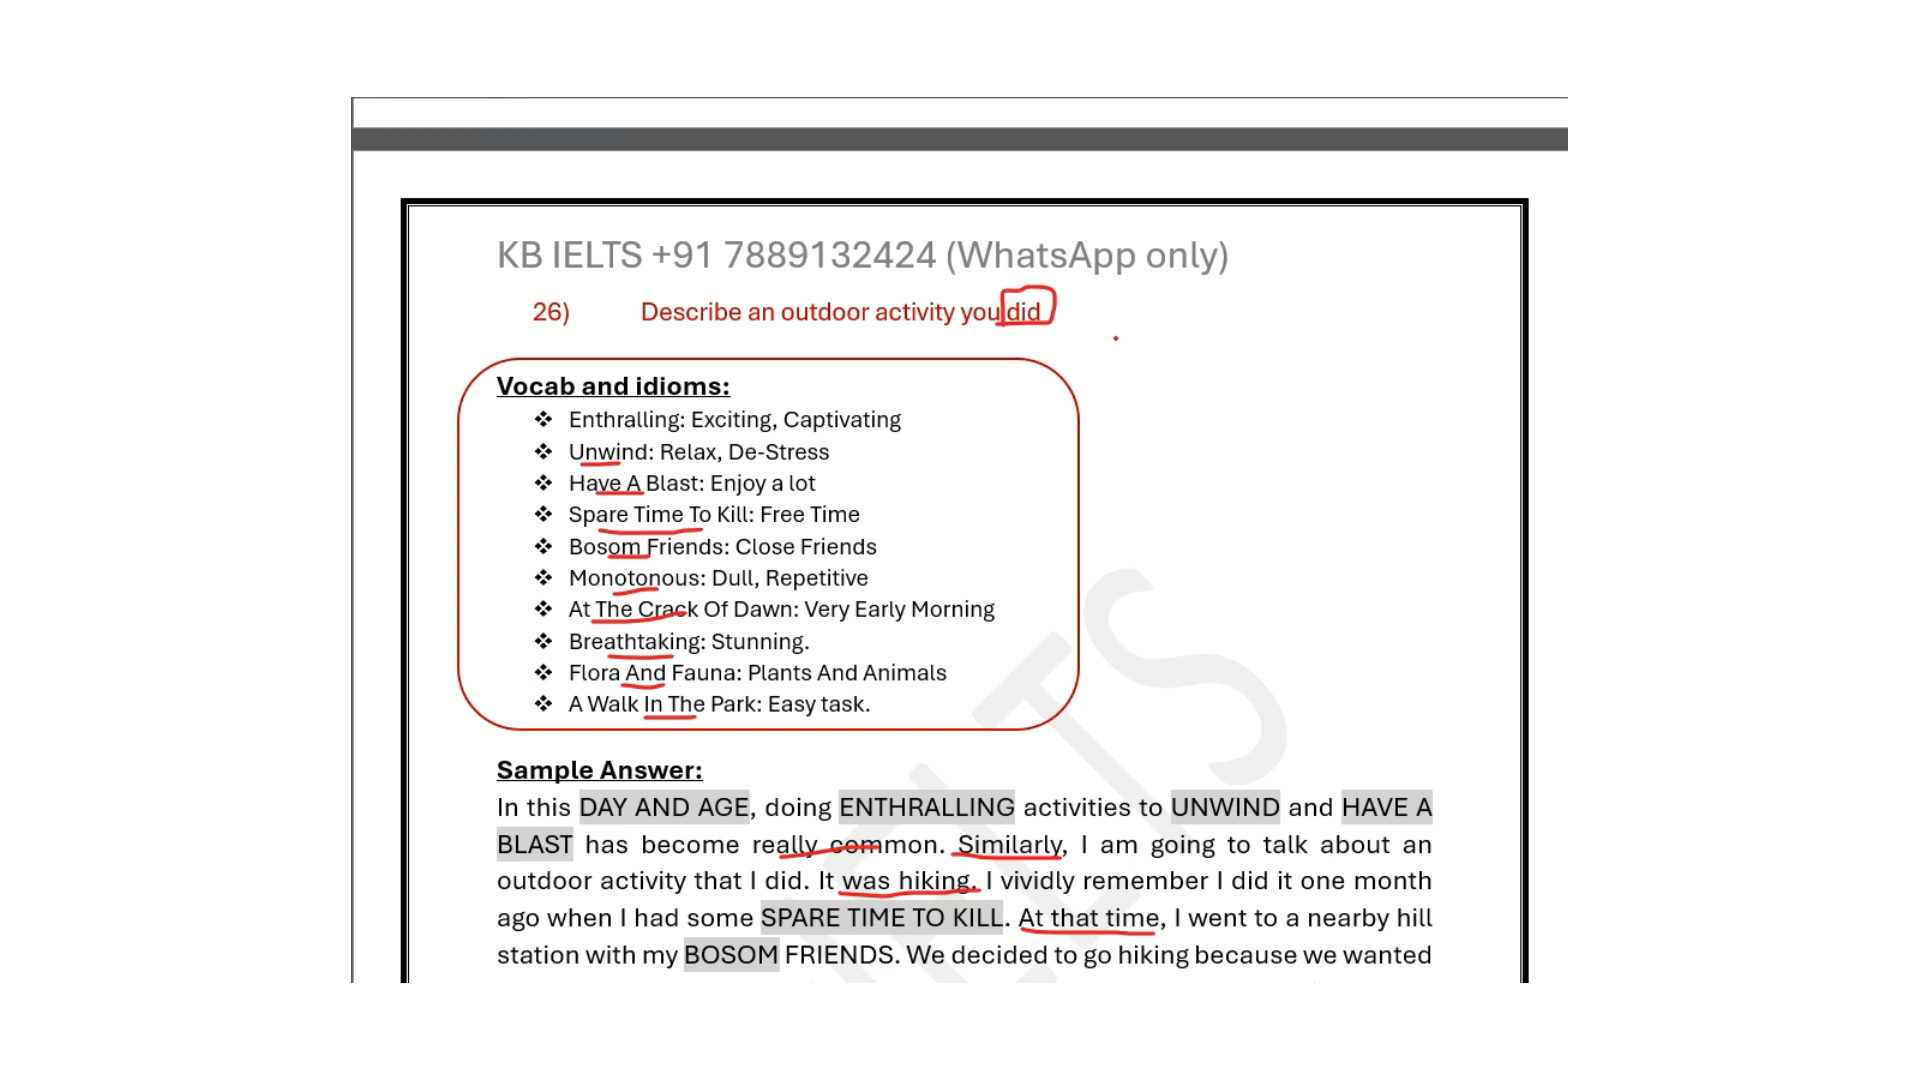 KB IELTS +91 7889132424 (WhatsApp only)
26) Describe an outdoor activity you did
Vocab and idioms:
❖ Enthralling: Exciting, Captivating
❖ Unwind: Relax, De-Stress
❖ Have A Blast: Enjoy a lot
❖ Spare Time To Kill: Free Time
❖ Bosom Friends: Close Friends
❖ Monotonous: Dull, Repetitive
❖ At The Crack Of Dawn: Very Early Morning
❖ Breathtaking: Stunning.
❖ Flora And Fauna: Plants And Animals
❖ A Walk In The Park: Easy task.
Sample Answer:
In this DAY AND AGE, doing ENTHRALLING activities to UNWIND and HAVE A
BLAST has become really common. Similarly, I am going to talk about an
outdoor activity that I did. It was hiking. I vividly remember I did it one month
ago when I had some SPARE TIME TO KILL. At that time, I went to a nearby hill
station with my BOSOM FRIENDS. We decided to go hiking because we wanted